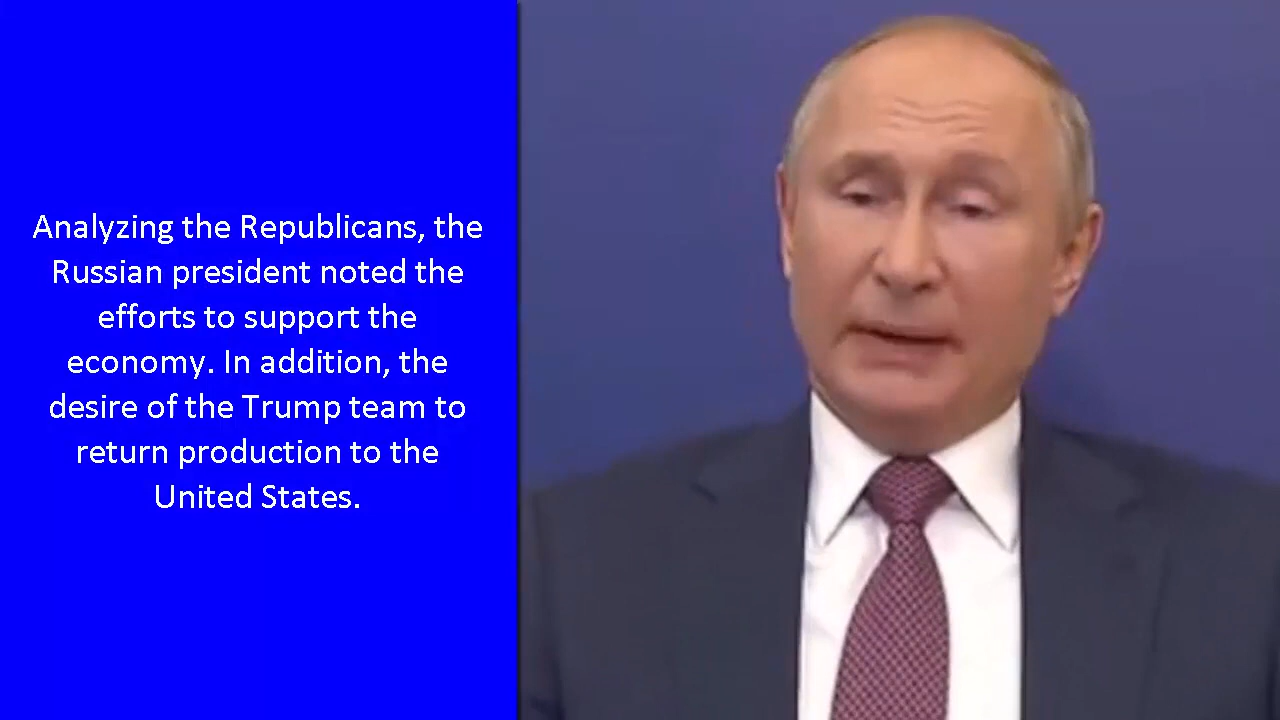 Analyzing the Republicans, the
Russian president noted the
efforts to support the
economy. In addition, the
desire of the Trump team to
return production to the
United States.